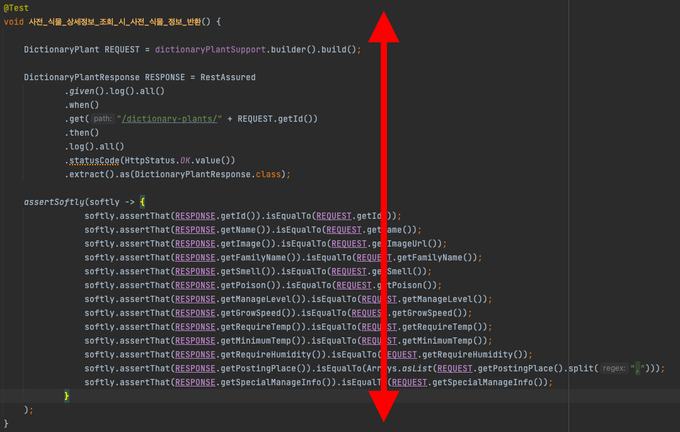 @Test
void 사전_식물_상세정보_조회_시_사전_식물_정보_반환() {
DictionaryPlant REQUEST = dictionaryPlantSupport.builder().build();
DictionaryPlantResponse RESPONSE = RestAssured
.given().log().all()
.when()
.get( path: "/dictionary-plants/" + REQUEST.getId())
.then()
.log().all()
.statusCode(HttpStatus.OK.value())
.extract().as(DictionaryPlantResponse.class);
assertSoftly(softly -> {
softly.assertThat(RESPONSE.getId()).isEqualTo(REQUEST.getId());
softly.assertThat(RESPONSE.getName()).isEqualTo(REQUEST.getName());
softly.assertThat(RESPONSE.getImage()).isEqualTo(REQUEST.getImageUrl());
softly.assertThat(RESPONSE.getFamilyName()).isEqualTo(REQUEST.getFamilyName());
softly.assertThat(RESPONSE.getSmell()).isEqualTo(REQUEST.getSmell());
softly.assertThat(RESPONSE.getPoison()).isEqualTo(REQUEST.getPoison());
softly.assertThat(RESPONSE.getManageLevel()).isEqualTo(REQUEST.getManageLevel());
softly.assertThat(RESPONSE.getGrowSpeed()).isEqualTo(REQUEST.getGrowSpeed());
softly.assertThat(RESPONSE.getRequireTemp()).isEqualTo(REQUEST.getRequireTemp());
softly.assertThat(RESPONSE.getMinimumTemp()).isEqualTo(REQUEST.getMinimumTemp());
softly.assertThat(RESPONSE.getRequireHumidity()).isEqualTo(REQUEST.getRequireHumidity());
softly.assertThat(RESPONSE.getPostingPlace()).isEqualTo(Arrays.asList(REQUEST.getPostingPlace().split( regex: ",")));
softly.assertThat(RESPONSE.getSpecialManageInfo()).isEqualTo(REQUEST.getSpecialManageInfo());
}
);
}